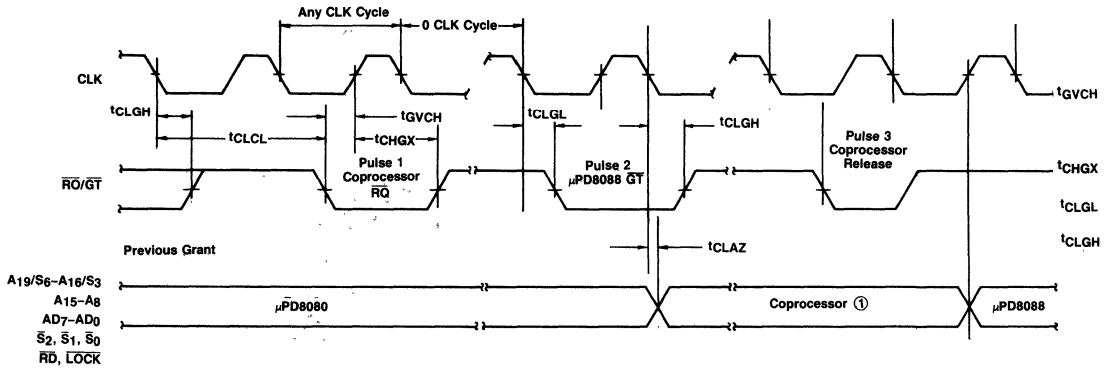 Any CLK Cycle
0 CLK Cycle
CLK
tGVCH
tCLGH
tCLCL
tGVCH
tCHGX
tCLGL
tCLGH
Pulse 1
Coprocessor
RQ
Pulse 2
μPD8088 GT
Pulse 3
Coprocessor
Release
RO/GT
tCHGX
tCLGL
tCLGH
Previous Grant
tCLAZ
A19/S6–A16/S3
A15–A8
μPD8080
Coprocessor ①
μPD8088
AD7–AD0
S2, S1, S0
RD, LOCK